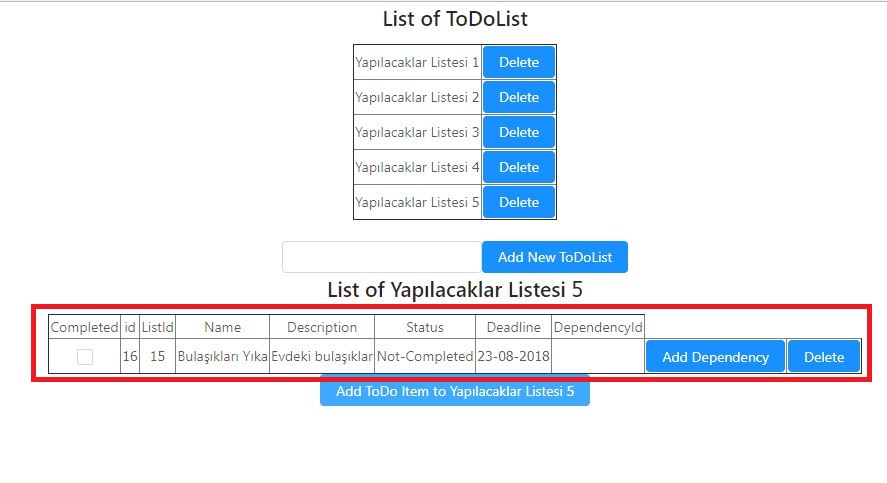 List of ToDoList
Yapılacaklar Listesi 1 Delete
Yapılacaklar Listesi 2 Delete
Yapılacaklar Listesi 3 Delete
Yapılacaklar Listesi 4 Delete
Yapılacaklar Listesi 5 Delete
Add New ToDoList
List of Yapılacaklar Listesi 5
Completed id ListId Name Description Status Deadline DependencyId
16 15 Bulaşıkları Yıka Evdeki bulaşıklar Not-Completed 23-08-2018 Add Dependency Delete
Add ToDo Item to Yapılacaklar Listesi 5